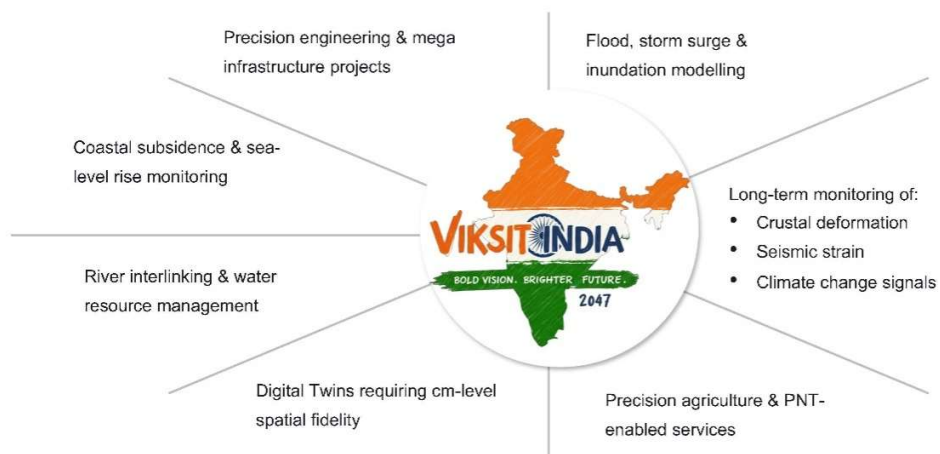 Precision engineering & mega
infrastructure projects
Flood, storm surge &
inundation modelling
Coastal subsidence & sea-
level rise monitoring
Long-term monitoring of:
• Crustal deformation
• Seismic strain
• Climate change signals
VIKSIT INDIA
BOLD VISION. BRIGHTER FUTURE.
2047
River interlinking & water
resource management
Digital Twins requiring cm-level
spatial fidelity
Precision agriculture & PNT-
enabled services